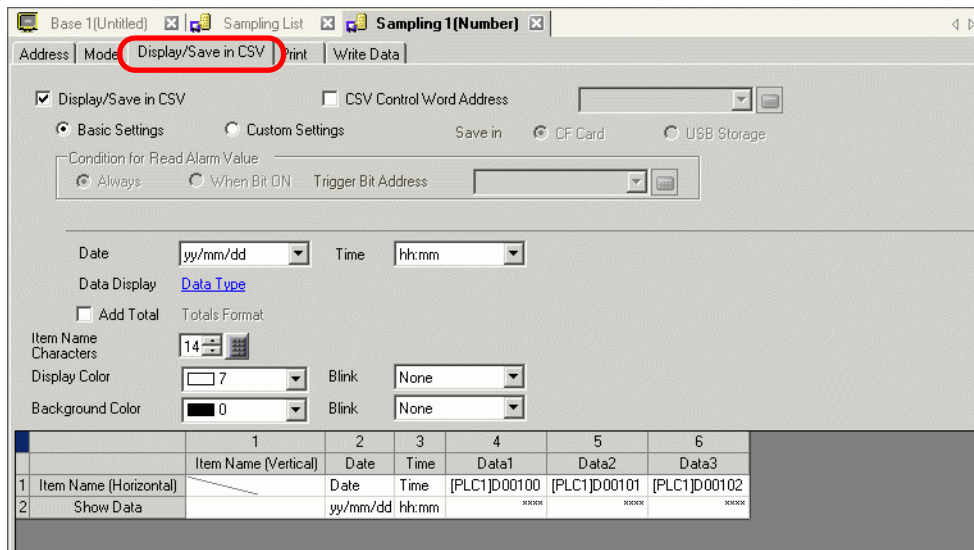 Base 1(Untitled) Sampling List Sampling 1(Number)
Address Mode Display/Save in CSV Print Write Data
Display/Save in CSV CSV Control Word Address
Basic Settings Custom Settings Save in CF Card USB Storage
Condition for Read Alarm Value
Always When Bit ON Trigger Bit Address
Date yy/mm/dd Time hh:mm
Data Display Data Type
Add Total Totals Format
Item Name
Characters 14
Display Color 7 Blink None
Background Color 0 Blink None
1 2 3 4 5 6
Item Name (Vertical) Date Time Data1 Data2 Data3
1 Item Name (Horizontal) Date Time [PLC1]D00100 [PLC1]D00101 [PLC1]D00102
2 Show Data yy/mm/dd hh:mm **** **** ****